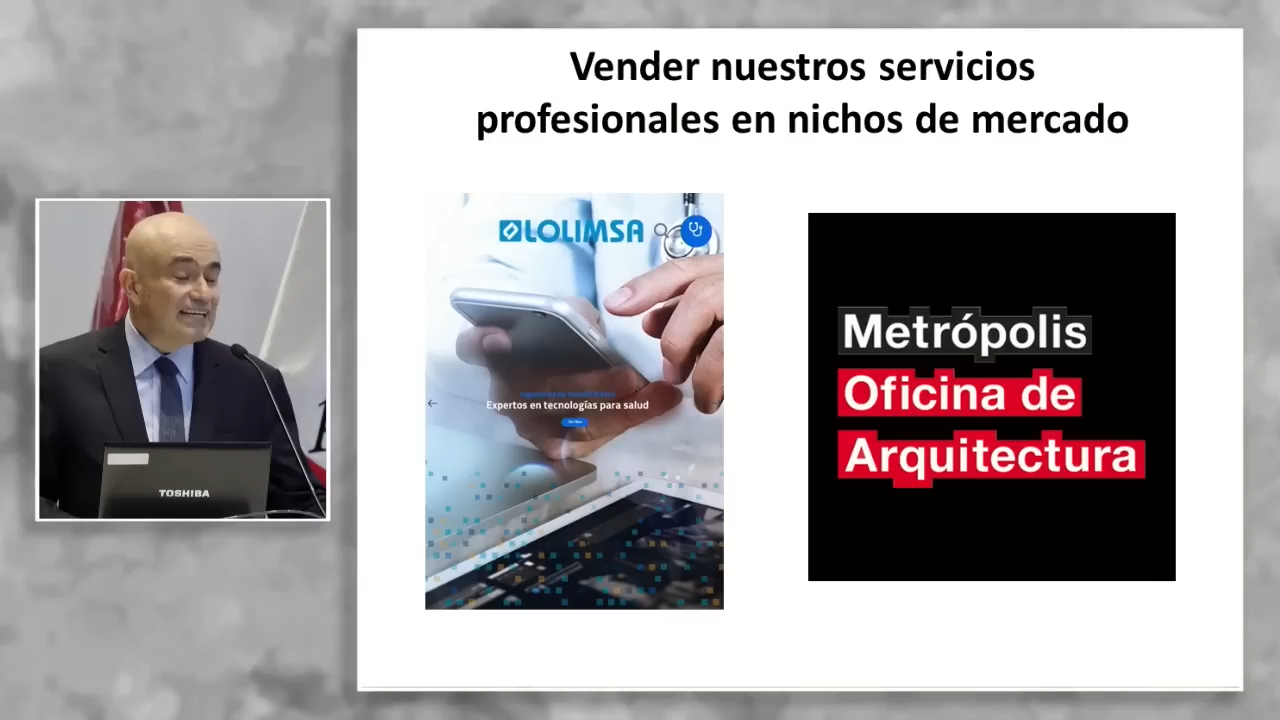 Vender nuestros servicios
profesionales en nichos de mercado
LOLIMSA
Expertos en tecnologías para salud
Metrópolis
Oficina de
Arquitectura
TOSHIBA